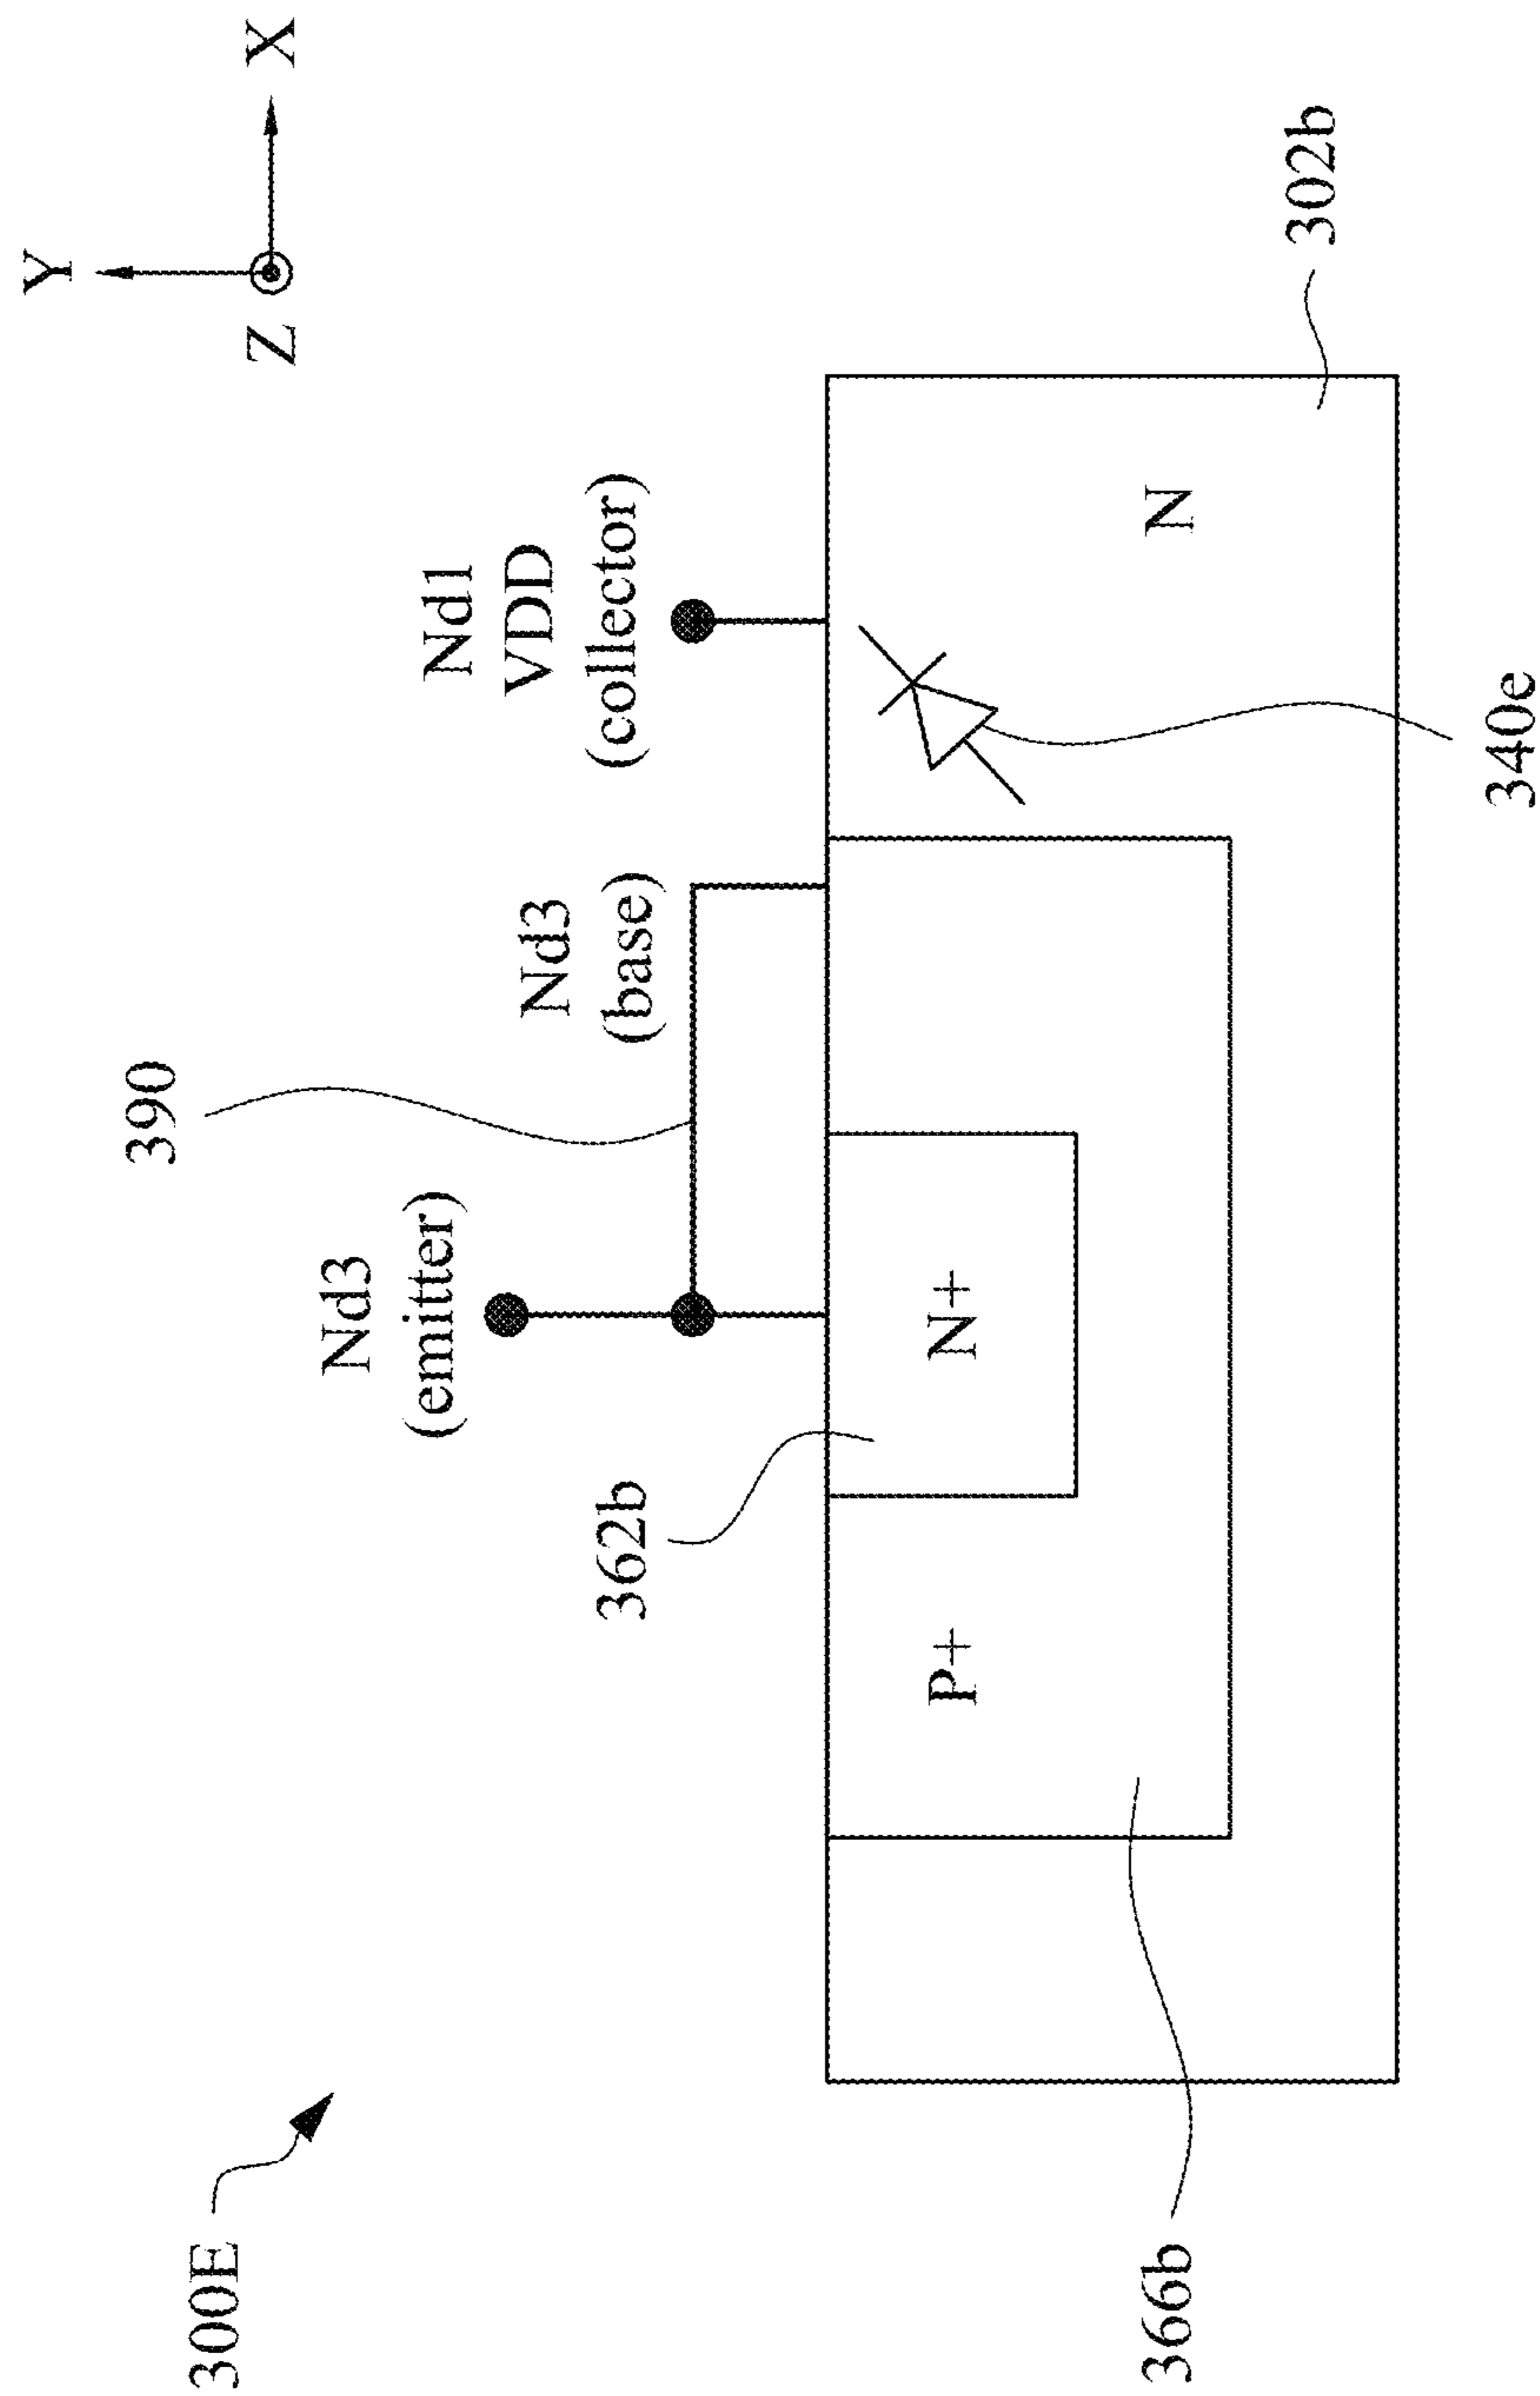 300E
Y
Z
X
390
Nd3
(emitter)
Nd3
(base)
Nd1
VDD
(collector)
362b
P+
N+
N
366b
302b
340e